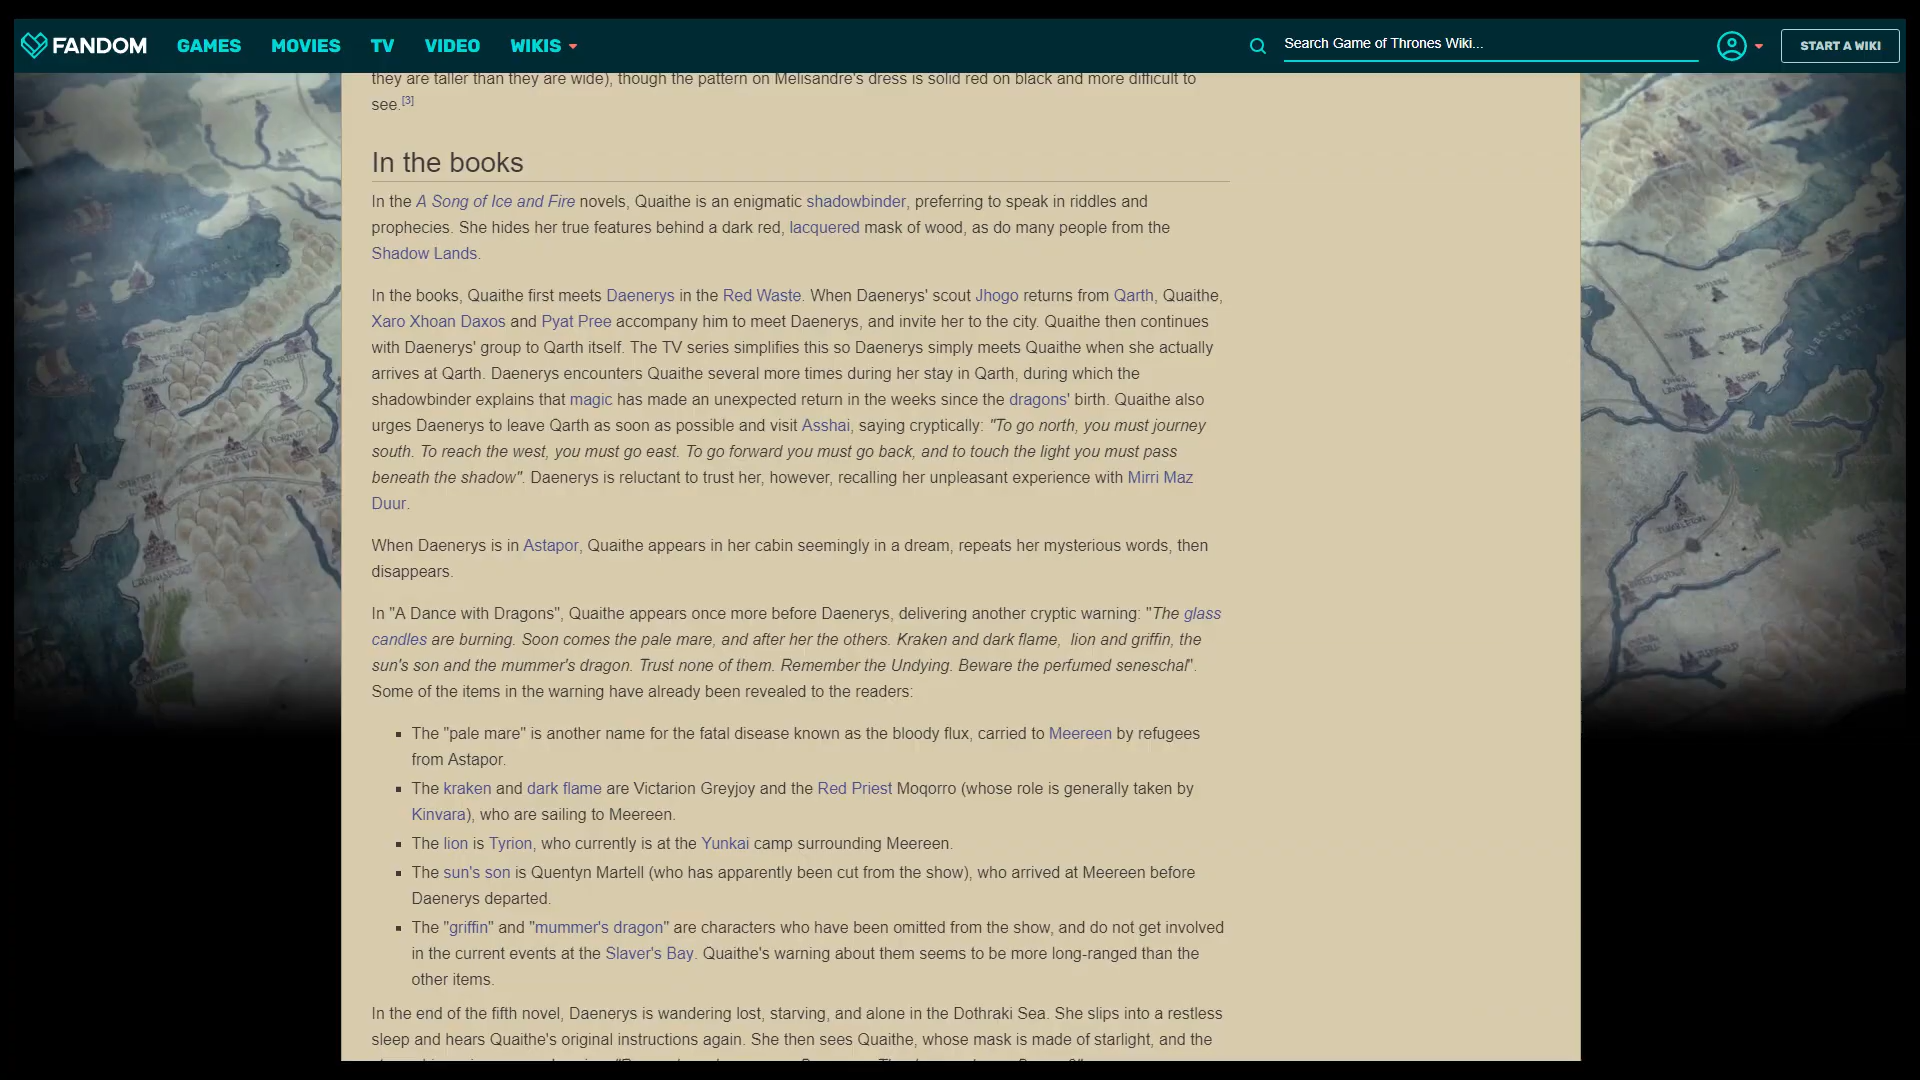 FANDOM GAMES MOVIES TV VIDEO WIKIS Search Game of Thrones Wiki... START A WIKI
they are taller than they are wide), though the pattern on Melisandre's dress is solid red on black and more difficult to
see.[3]
In the books
In the A Song of Ice and Fire novels, Quaithe is an enigmatic shadowbinder, preferring to speak in riddles and
prophecies. She hides her true features behind a dark red, lacquered mask of wood, as do many people from the
Shadow Lands.
In the books, Quaithe first meets Daenerys in the Red Waste. When Daenerys' scout Jhogo returns from Qarth, Quaithe,
Xaro Xhoan Daxos and Pyat Pree accompany him to meet Daenerys, and invite her to the city. Quaithe then continues
with Daenerys' group to Qarth itself. The TV series simplifies this so Daenerys simply meets Quaithe when she actually
arrives at Qarth. Daenerys encounters Quaithe several more times during her stay in Qarth, during which the
shadowbinder explains that magic has made an unexpected return in the weeks since the dragons' birth. Quaithe also
urges Daenerys to leave Qarth as soon as possible and visit Asshai, saying cryptically: "To go north, you must journey
south. To reach the west, you must go east. To go forward you must go back, and to touch the light you must pass
beneath the shadow". Daenerys is reluctant to trust her, however, recalling her unpleasant experience with Mirri Maz
Duur.
When Daenerys is in Astapor, Quaithe appears in her cabin seemingly in a dream, repeats her mysterious words, then
disappears.
In "A Dance with Dragons", Quaithe appears once more before Daenerys, delivering another cryptic warning: "The glass
candles are burning. Soon comes the pale mare, and after her the others. Kraken and dark flame, lion and griffin, the
sun's son and the mummer's dragon. Trust none of them. Remember the Undying. Beware the perfumed seneschal".
Some of the items in the warning have already been revealed to the readers:
The "pale mare" is another name for the fatal disease known as the bloody flux, carried to Meereen by refugees
from Astapor.
The kraken and dark flame are Victarion Greyjoy and the Red Priest Moqorro (whose role is generally taken by
Kinvara), who are sailing to Meereen.
The lion is Tyrion, who currently is at the Yunkai camp surrounding Meereen.
The sun's son is Quentyn Martell (who has apparently been cut from the show), who arrived at Meereen before
Daenerys departed.
The "griffin" and "mummer's dragon" are characters who have been omitted from the show, and do not get involved
in the current events at the Slaver's Bay. Quaithe's warning about them seems to be more long-ranged than the
other items.
In the end of the fifth novel, Daenerys is wandering lost, starving, and alone in the Dothraki Sea. She slips into a restless
sleep and hears Quaithe's original instructions again. She then sees Quaithe, whose mask is made of starlight, and the